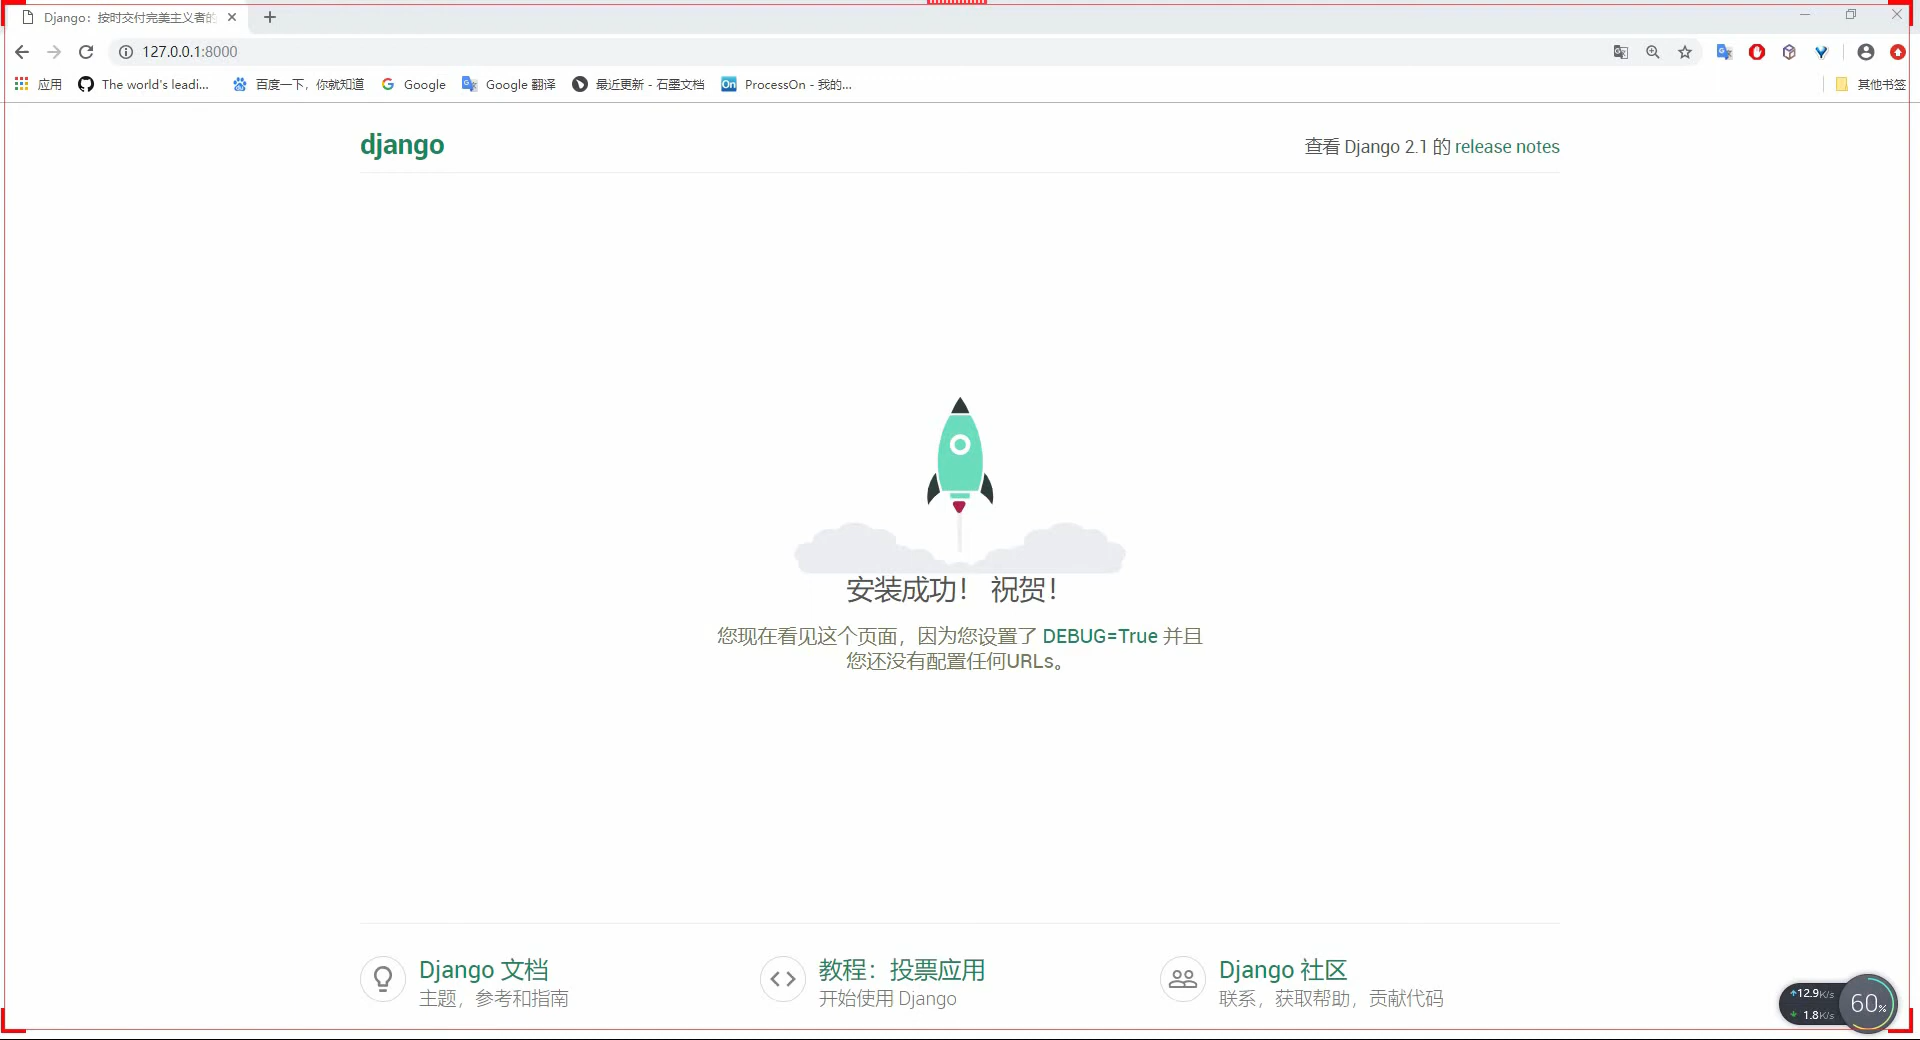 Django：按时交付完美主义者的
127.0.0.1:8000
应用 The world's leadi... 百度一下，你就知道 Google Google 翻译 最近更新 - 石墨文档 On ProcessOn - 我的... 其他书签
django
查看 Django 2.1 的 release notes
安装成功！ 祝贺！
您现在看见这个页面，因为您设置了 DEBUG=True 并且
您还没有配置任何URLs。
Django 文档
主题，参考和指南
教程：投票应用
开始使用 Django
Django 社区
联系，获取帮助，贡献代码
12.9K/s
1.8K/s
60%